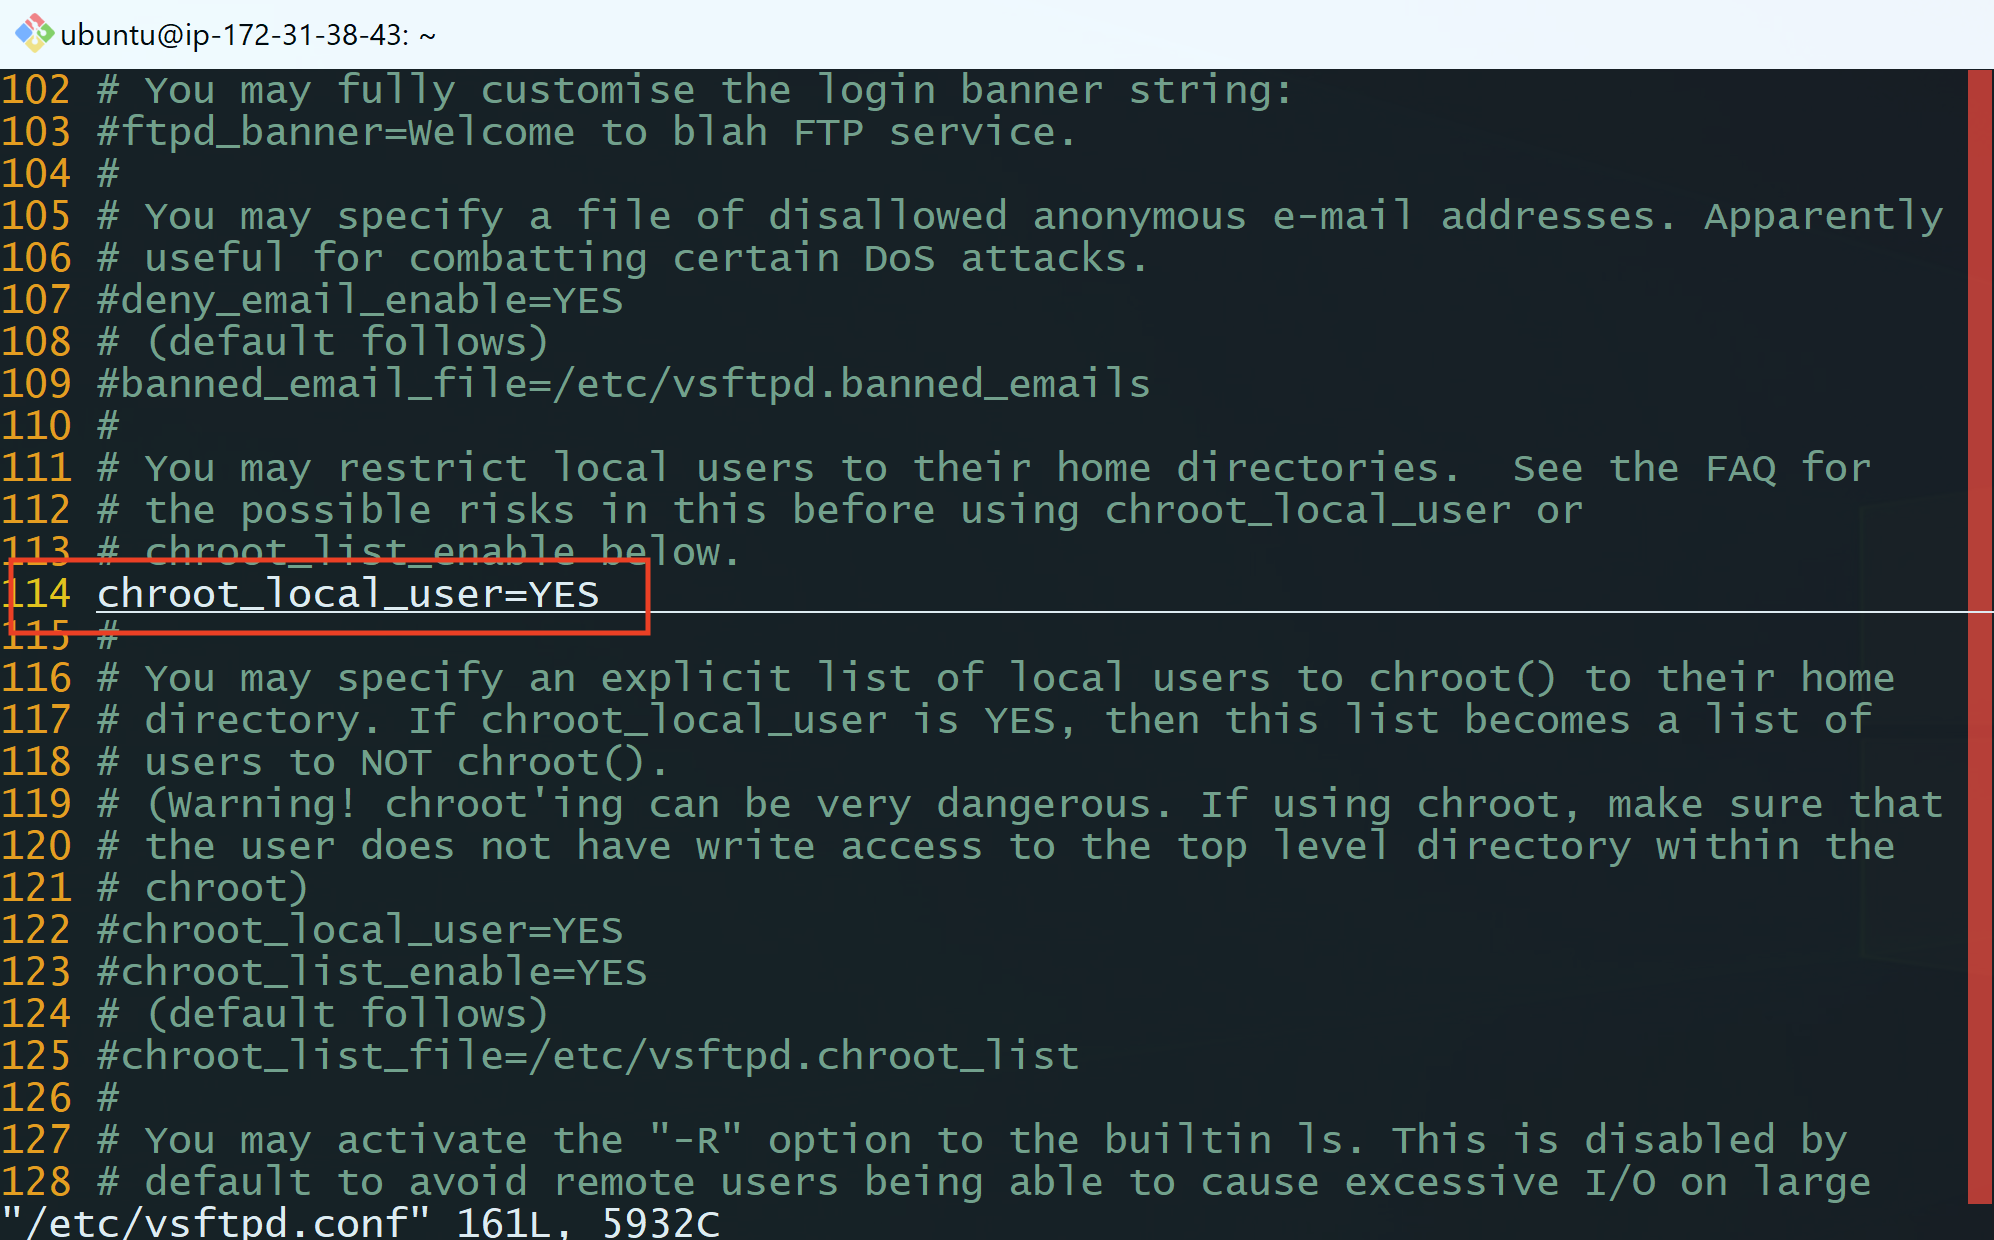 ubuntu@ip-172-31-38-43: ~
102 # You may fully customise the login banner string:
103 #ftpd_banner=Welcome to blah FTP service.
104 #
105 # You may specify a file of disallowed anonymous e-mail addresses. Apparently
106 # useful for combatting certain DoS attacks.
107 #deny_email_enable=YES
108 # (default follows)
109 #banned_email_file=/etc/vsftpd.banned_emails
110 #
111 # You may restrict local users to their home directories.  See the FAQ for
112 # the possible risks in this before using chroot_local_user or
113 # chroot_list_enable below.
114 chroot_local_user=YES
115 #
116 # You may specify an explicit list of local users to chroot() to their home
117 # directory. If chroot_local_user is YES, then this list becomes a list of
118 # users to NOT chroot().
119 # (Warning! chroot'ing can be very dangerous. If using chroot, make sure that
120 # the user does not have write access to the top level directory within the
121 # chroot)
122 #chroot_local_user=YES
123 #chroot_list_enable=YES
124 # (default follows)
125 #chroot_list_file=/etc/vsftpd.chroot_list
126 #
127 # You may activate the "-R" option to the builtin ls. This is disabled by
128 # default to avoid remote users being able to cause excessive I/O on large
"/etc/vsftpd.conf" 161L, 5932C